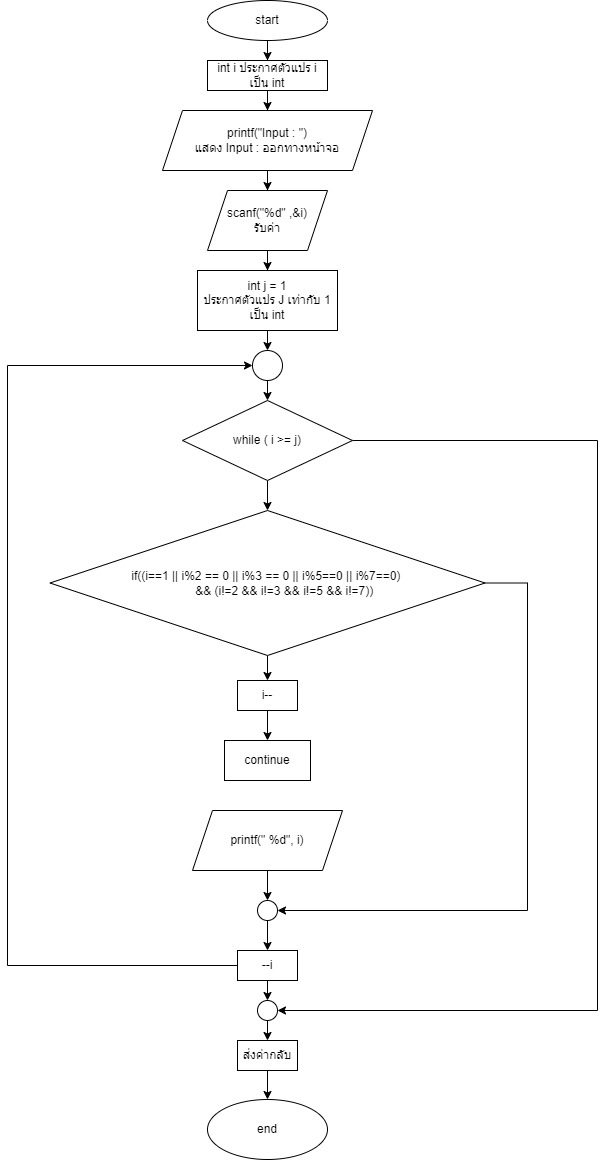 start
int i ประกาศตัวแปร i
เป็น int
printf("Input : ")
แสดง Input : ออกทางหน้าจอ
scanf("%d" ,&i)
รับค่า
int j = 1
ประกาศตัวแปร J เท่ากับ 1
เป็น int
while ( i >= j)
if((i==1 || i%2 == 0 || i%3 == 0 || i%5==0 || i%7==0)
&& (i!=2 && i!=3 && i!=5 && i!=7))
i--
continue
printf(" %d", i)
--i
ส่งค่ากลับ
end